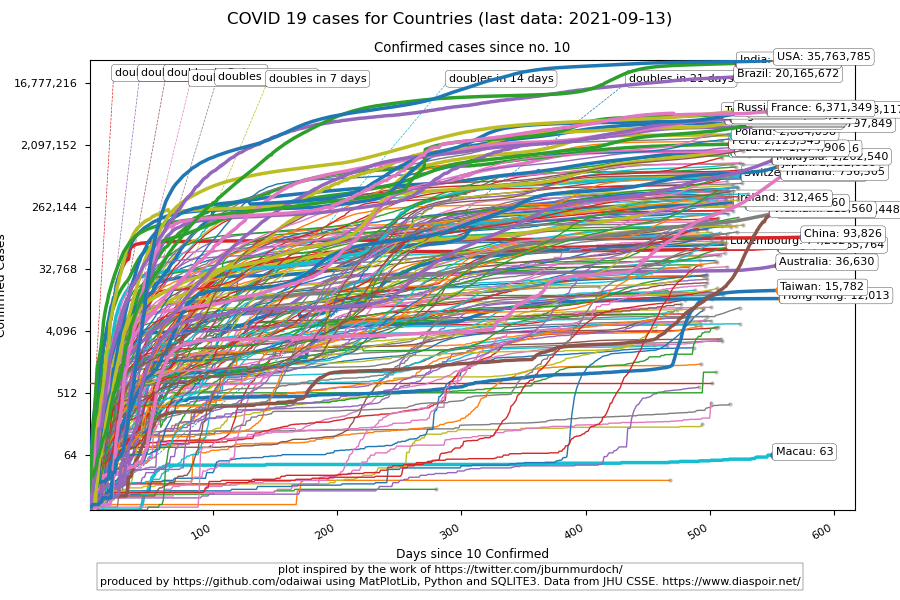 COVID 19 cases for Countries (last data: 2021-09-13)
Confirmed cases since no. 10
doubles in 7 days
doubles in 14 days
doubles in 21 days
doubles
India:
USA: 35,763,785
Brazil: 20,165,672
France: 6,371,349
797,849
Poland:
Peru: 2,123,345
Malaysia: 1,202,540
Thailand: 756,505
Ireland: 312,465
China: 93,826
Luxembourg:
Australia: 36,630
Taiwan: 15,782
Hong Kong: 12,013
Macau: 63
16,777,216
2,097,152
262,144
32,768
4,096
512
64
Confirmed Cases
100
200
300
400
500
600
Days since 10 Confirmed
plot inspired by the work of https://twitter.com/jburnmurdoch/
produced by https://github.com/odaiwai using MatPlotLib, Python and SQLITE3. Data from JHU CSSE. https://www.diaspoir.net/